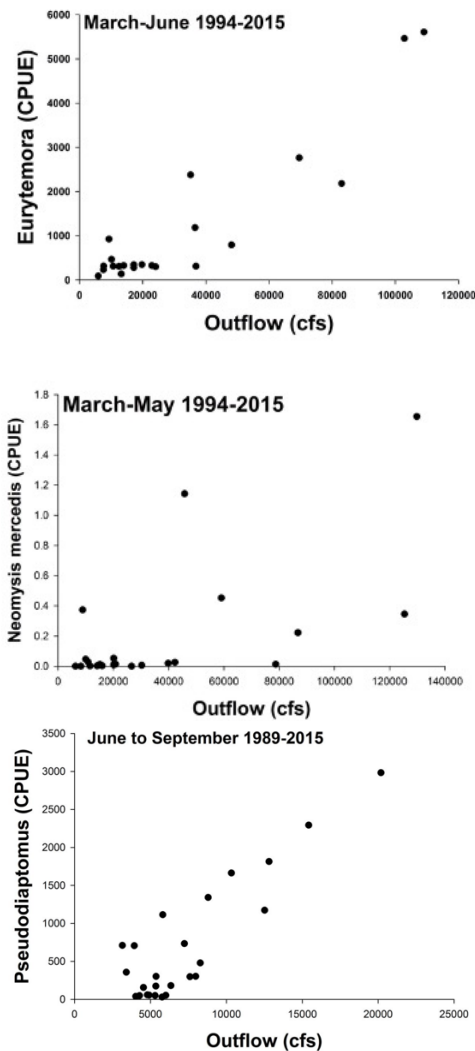 March-June 1994-2015
Eurytemora (CPUE)
6000
5000
4000
3000
2000
1000
0
0 20000 40000 60000 80000 100000 120000
Outflow (cfs)
March-May 1994-2015
Neomysis mercedis (CPUE)
1.8
1.6
1.4
1.2
1.0
0.8
0.6
0.4
0.2
0.0
0 20000 40000 60000 80000 100000 120000 140000
Outflow (cfs)
June to September 1989-2015
Pseudodiaptomus (CPUE)
3500
3000
2500
2000
1500
1000
500
0
0 5000 10000 15000 20000 25000
Outflow (cfs)